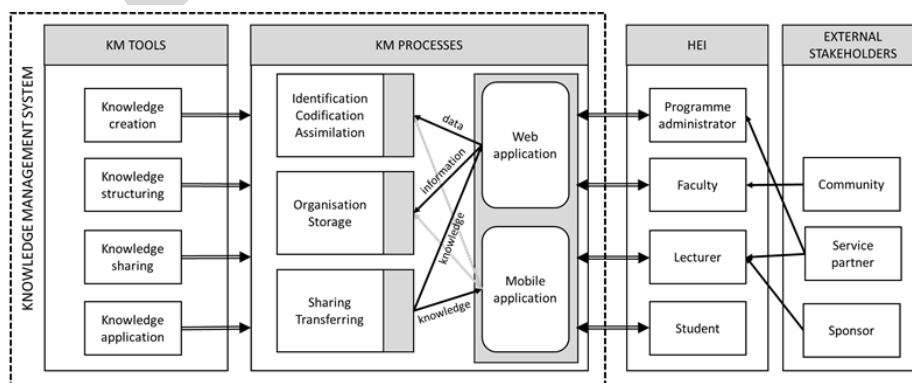 KNOWLEDGE MANAGEMENT SYSTEM
KM TOOLS
Knowledge
creation
Knowledge
structuring
Knowledge
sharing
Knowledge
application
KM PROCESSES
Identification
Codification
Assimilation
Organisation
Storage
Sharing
Transferring
data
information
knowledge
knowledge
Web
application
Mobile
application
HEI
Programme
administrator
Faculty
Lecturer
Student
EXTERNAL
STAKEHOLDERS
Community
Service
partner
Sponsor